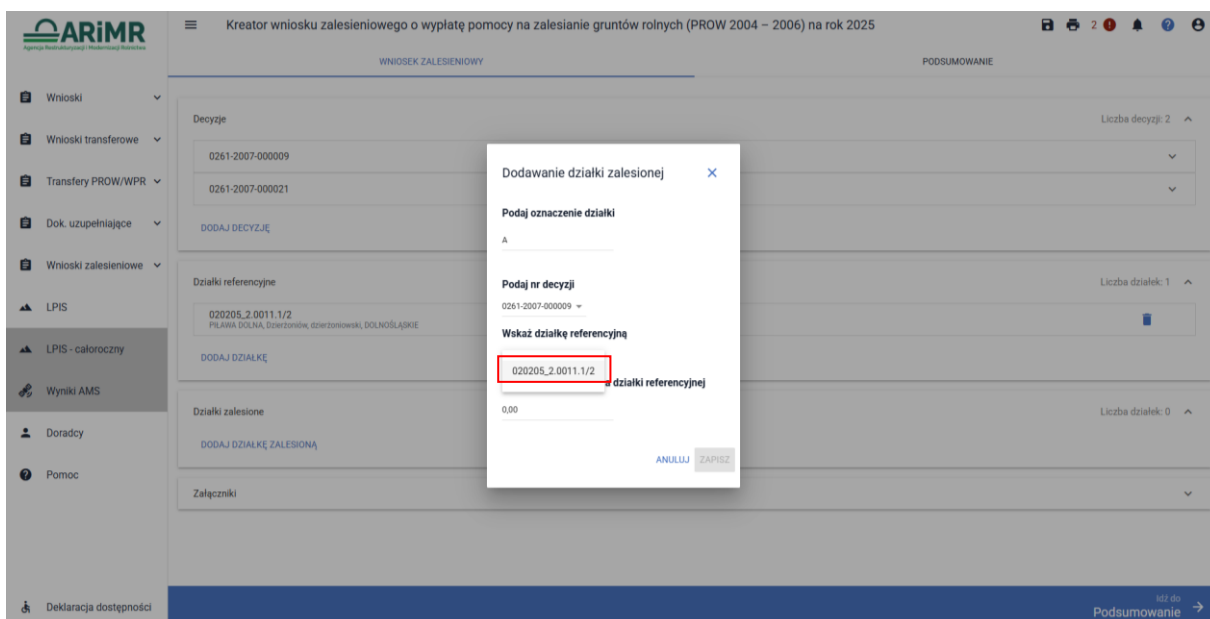 ARiMR
Agencja Restrukturyzacji i Modernizacji Rolnictwa
Kreator wniosku zalesieniowego o wypłatę pomocy na zalesianie gruntów rolnych (PROW 2004 – 2006) na rok 2025
2
WNIOSEK ZALESIENIOWY
PODSUMOWANIE
Wnioski
Wnioski transferowe
Transfery PROW/WPR
Dok. uzupełniające
Wnioski zalesieniowe
LPIS
LPIS - całoroczny
Wyniki AMS
Doradcy
Pomoc
Deklaracja dostępności
Decyzje
Liczba decyzji: 2
0261-2007-000009
0261-2007-000021
DODAJ DECYZJĘ
Działki referencyjne
Liczba działek: 1
020205_2.0011.1/2
PIŁAWA DOLNA, Dzierżoniów, dzierżoniowski, DOLNOŚLĄSKIE
DODAJ DZIAŁKĘ
Działki zalesione
Liczba działek: 0
DODAJ DZIAŁKĘ ZALESIONĄ
Załączniki
Dodawanie działki zalesionej
Podaj oznaczenie działki
A
Podaj nr decyzji
0261-2007-000009
Wskaż działkę referencyjną
020205_2.0011.1/2
a działki referencyjnej
0,00
ANULUJ ZAPISZ
Idź do
Podsumowanie